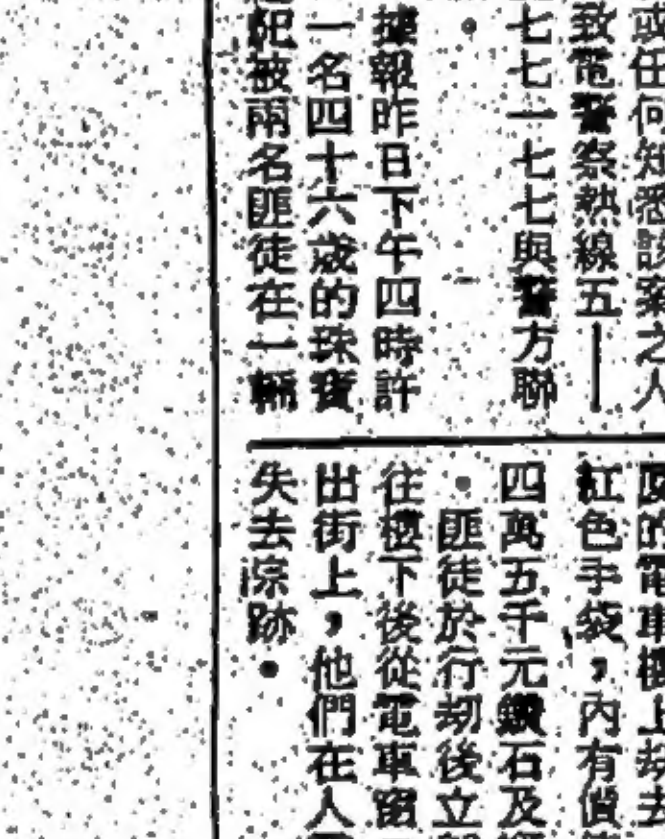 或任何知悉該案之人
致電警察熱線五——
七七一七七與警方聯
。
據報昨日下午四時許
一名四十六歲的珠寶
犯被兩名匪徒在一輛
的電車樓上劫去
紅色手袋，內有價
四萬五千元鑽石及
。匪徒於行刼後立
往樓下後從電車窗
出街上，他們在人
失去踪跡。